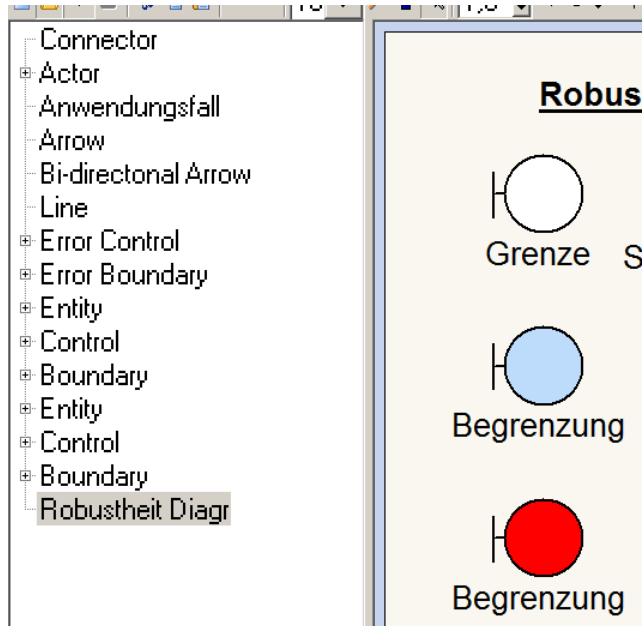 Connector
Actor
Anwendungsfall
Arrow
Bi-directonal Arrow
Line
Error Control
Error Boundary
Entity
Control
Boundary
Entity
Control
Boundary
Robustheit Diagr
Robus
Grenze S
Begrenzung
Begrenzung